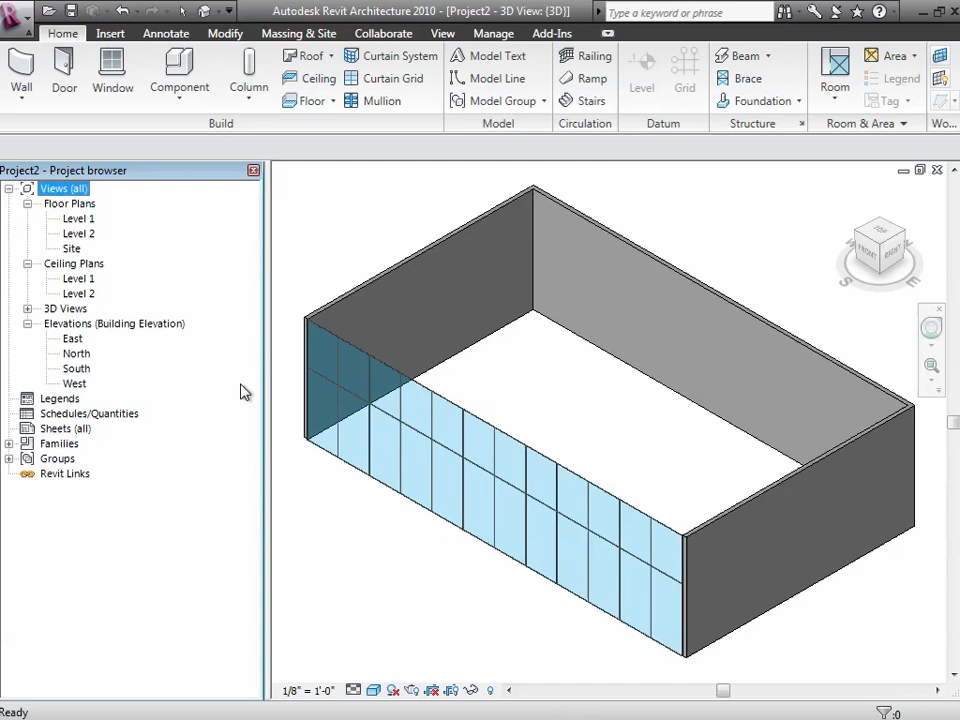 Autodesk Revit Architecture 2010 - [Project2 - 3D View: {3D}]
Type a keyword or phrase
Home Insert Annotate Modify Massing & Site Collaborate View Manage Add-Ins
Wall Door Window Component Column
Roof Curtain System
Ceiling Curtain Grid
Floor Mullion
Model Text
Model Line
Model Group
Railing
Ramp
Stairs
Level Grid
Beam
Brace
Foundation
Room
Area
Legend
Tag
Build Model Circulation Datum Structure Room & Area Wo...
Project2 - Project browser
Views (all)
Floor Plans
Level 1
Level 2
Site
Ceiling Plans
Level 1
Level 2
3D Views
Elevations (Building Elevation)
East
North
South
West
Legends
Schedules/Quantities
Sheets (all)
Families
Groups
Revit Links
TOP
FRONT RIGHT
W S E
1/8" = 1'-0"
Ready
:0